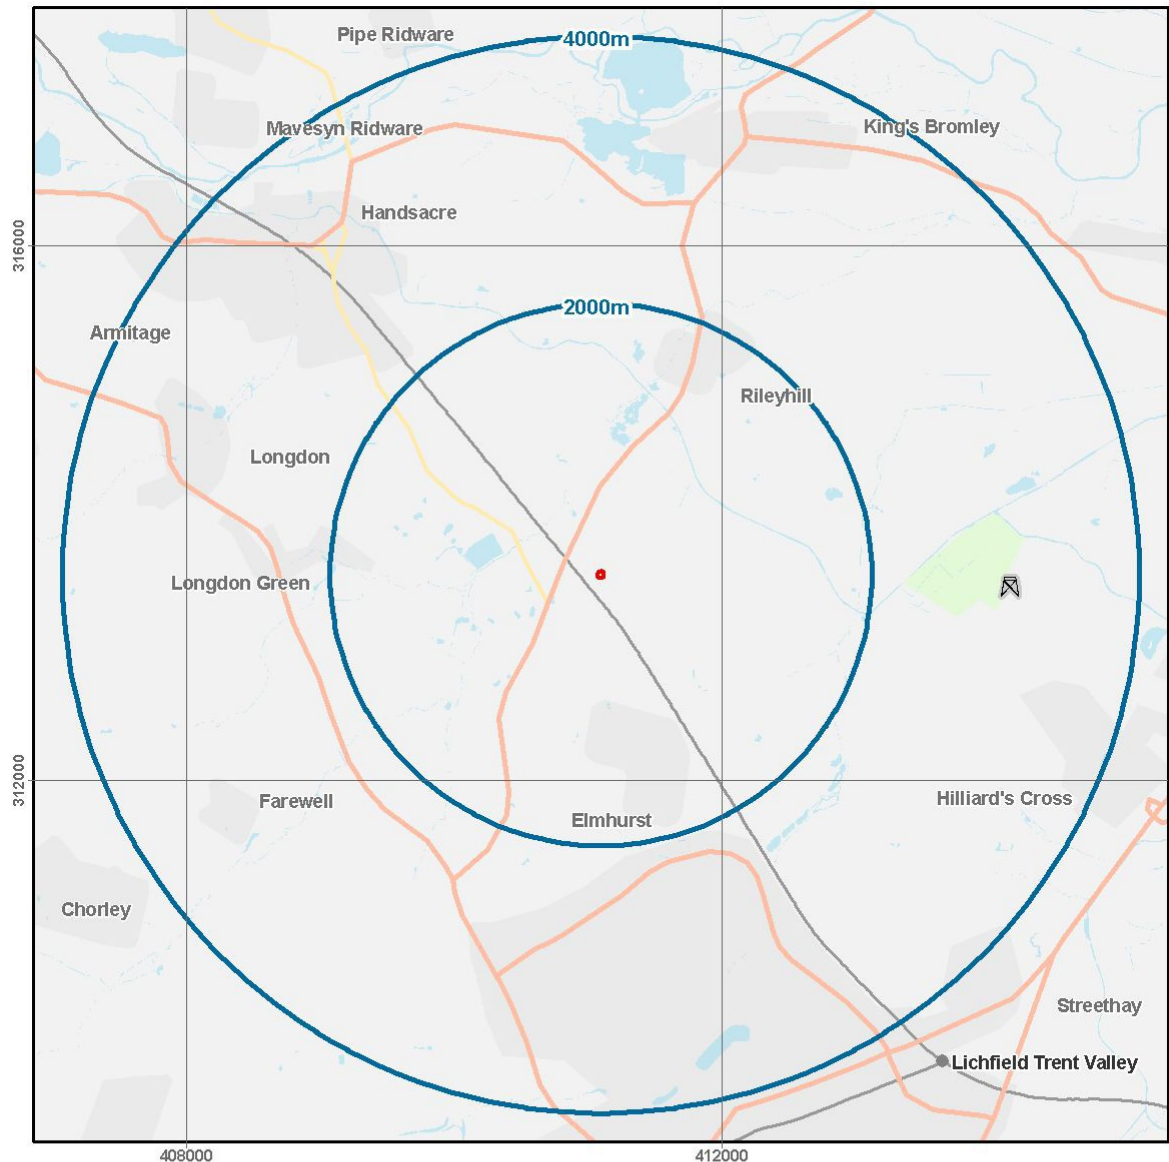 Pipe Ridware
4000m
Mavesyn Ridware
King's Bromley
Handsacre
316000
2000m
Armitage
Rileyhill
Longdon
Longdon Green
312000
Farewell
Hilliard's Cross
Elmhurst
Chorley
Streethay
Lichfield Trent Valley
408000
412000